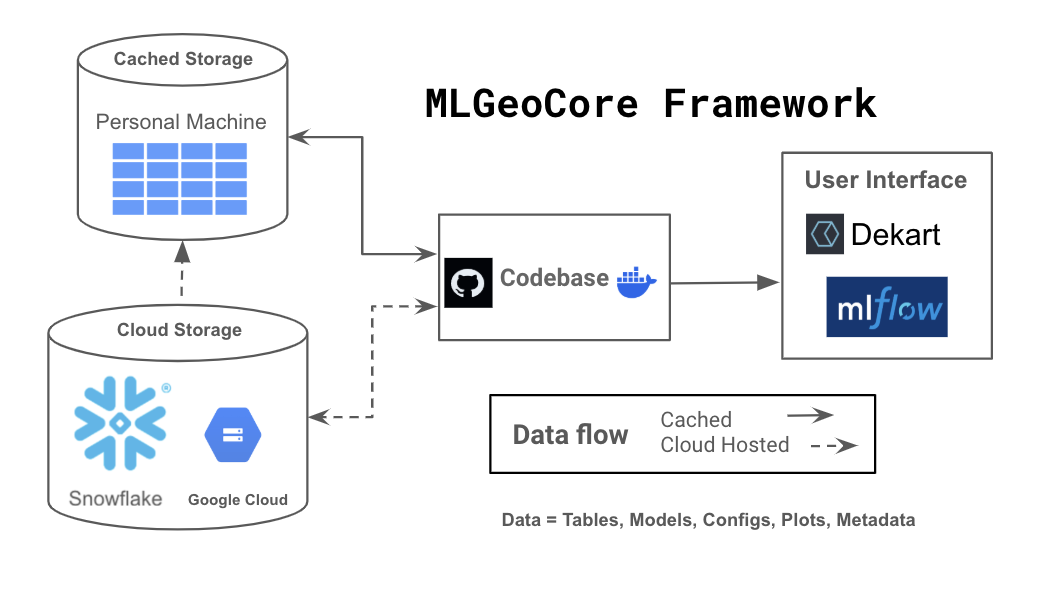 Cached Storage
MLGeoCore Framework
Personal Machine
User Interface
Dekart
Codebase
mlflow
Cloud Storage
®
Data flow
Cached
Cloud Hosted
Snowflake
Google Cloud
Data = Tables, Models, Configs, Plots, Metadata